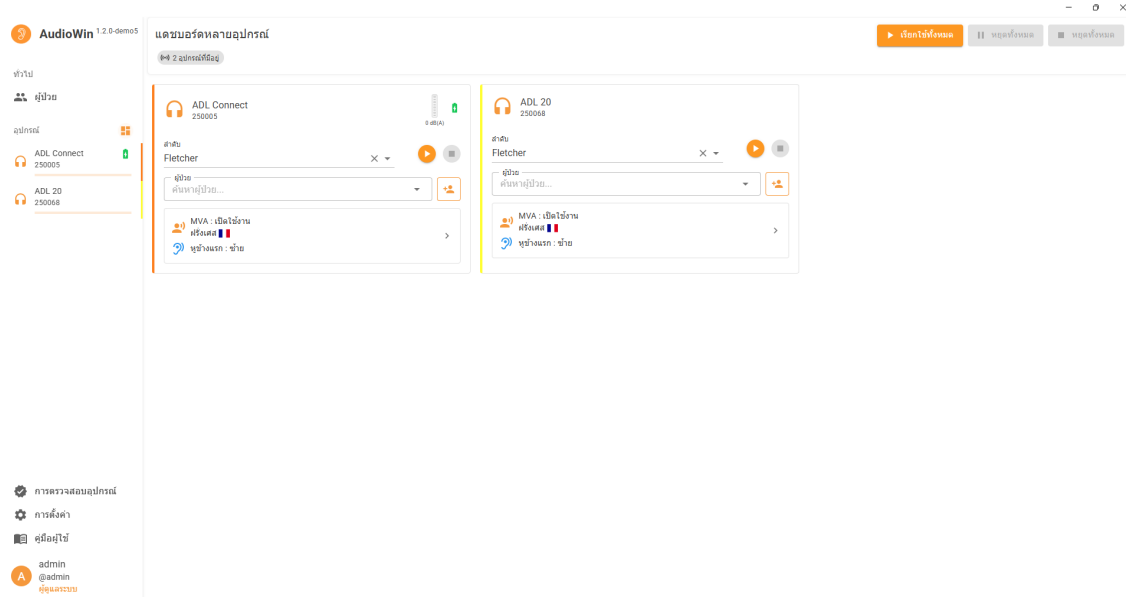 AudioWin 1.2.0-demo5
ทั่วไป
ผู้ป่วย
อุปกรณ์
ADL Connect
250005
ADL 20
250068
การตรวจสอบอุปกรณ์
การตั้งค่า
คู่มือผู้ใช้
A
admin
@admin
ผู้ดูแลระบบ
แดชบอร์ดหลายอุปกรณ์
2 อุปกรณ์ที่มีอยู่
เรียกใช้ทั้งหมด
หยุดทั้งหมด
หยุดทั้งหมด
ADL Connect
250005
0 dB(A)
ลำดับ
Fletcher
ผู้ป่วย
ค้นหาผู้ป่วย...
MVA : เปิดใช้งาน
ฝรั่งเศส
หูข้างแรก : ซ้าย
ADL 20
250068
ลำดับ
Fletcher
ผู้ป่วย
ค้นหาผู้ป่วย...
MVA : เปิดใช้งาน
ฝรั่งเศส
หูข้างแรก : ซ้าย